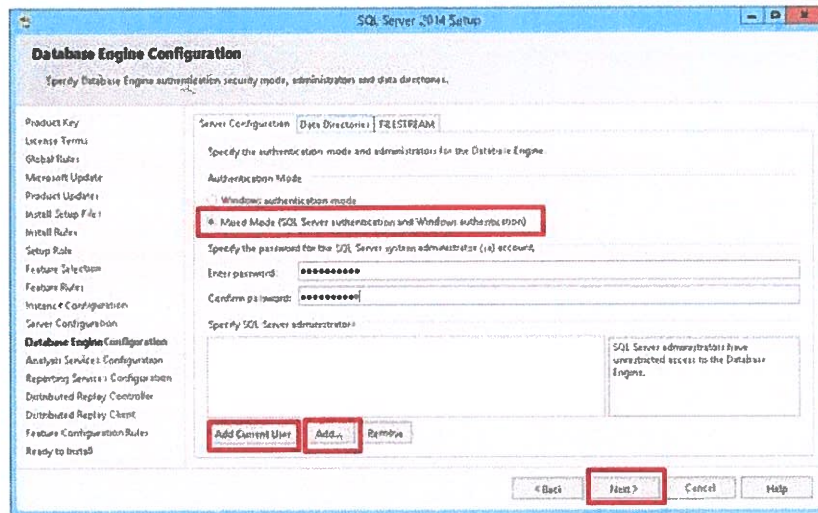 SQL Server 2014 Setup
Database Engine Configuration
Specify Database Engine authentication security mode, administrators and data directories.
Product Key
License Terms
Global Rules
Microsoft Update
Product Updates
Install Setup Files
Install Rules
Setup Role
Feature Selection
Feature Rules
Instance Configuration
Server Configuration
Database Engine Configuration
Analysis Services Configuration
Reporting Services Configuration
Distributed Replay Controller
Distributed Replay Client
Feature Configuration Rules
Ready to Install
Server Configuration Data Directories FILESTREAM
Specify the authentication mode and administrators for the Database Engine.
Authentication Mode
Windows authentication mode
Mixed Mode (SQL Server authentication and Windows authentication)
Specify the password for the SQL Server system administrator (sa) account.
Enter password: ●●●●●●●●●●
Confirm password: ●●●●●●●●●●
Specify SQL Server administrators
SQL Server administrators have
unrestricted access to the Database
Engine.
Add Current User Add... Remove
< Back Next > Cancel Help